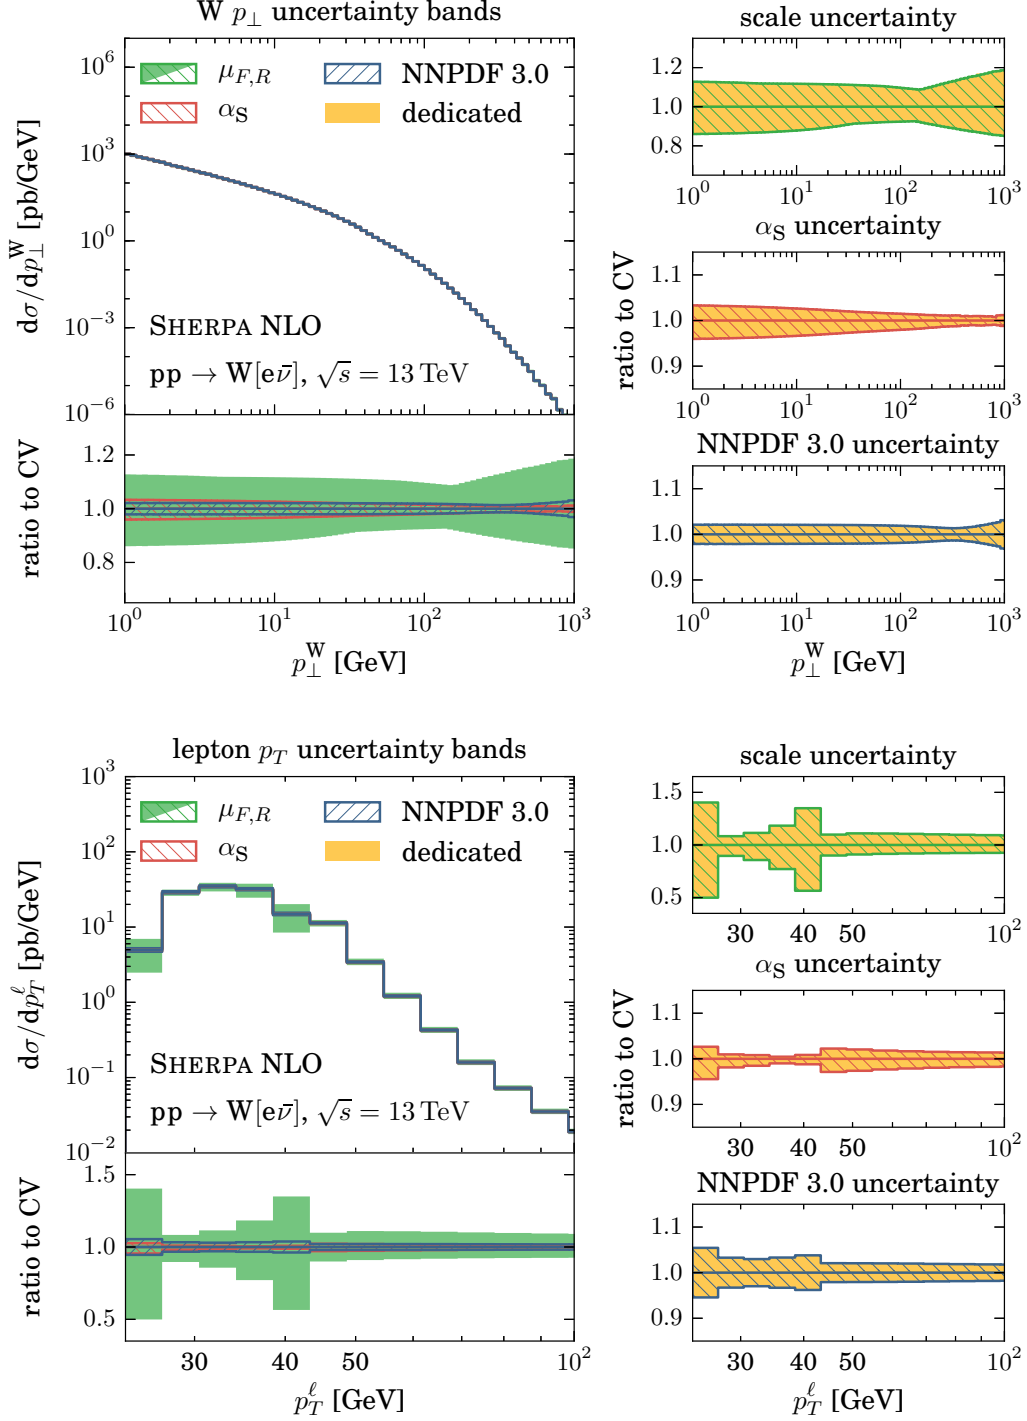 W p⊥ uncertainty bands
μF,R
αS
NNPDF 3.0
dedicated
10^6
10^3
10^0
10^−3
10^−6
dσ/dp⊥^W [pb/GeV]
SHERPA NLO
pp → W[eν̄], √s = 13 TeV
1.2
1.0
0.8
ratio to CV
10^0 10^1 10^2 10^3
p⊥^W [GeV]
scale uncertainty
1.2
1.0
0.8
10^0 10^1 10^2 10^3
αS uncertainty
1.1
1.0
0.9
ratio to CV
10^0 10^1 10^2 10^3
NNPDF 3.0 uncertainty
1.1
1.0
0.9
10^0 10^1 10^2 10^3
p⊥^W [GeV]
lepton pT uncertainty bands
μF,R
αS
NNPDF 3.0
dedicated
10^3
10^2
10^1
10^0
10^−1
10^−2
dσ/dpT^ℓ [pb/GeV]
SHERPA NLO
pp → W[eν̄], √s = 13 TeV
1.5
1.0
0.5
ratio to CV
30 40 50 10^2
pT^ℓ [GeV]
scale uncertainty
1.5
1.0
0.5
30 40 50 10^2
αS uncertainty
1.1
1.0
0.9
ratio to CV
30 40 50 10^2
NNPDF 3.0 uncertainty
1.1
1.0
0.9
30 40 50 10^2
pT^ℓ [GeV]